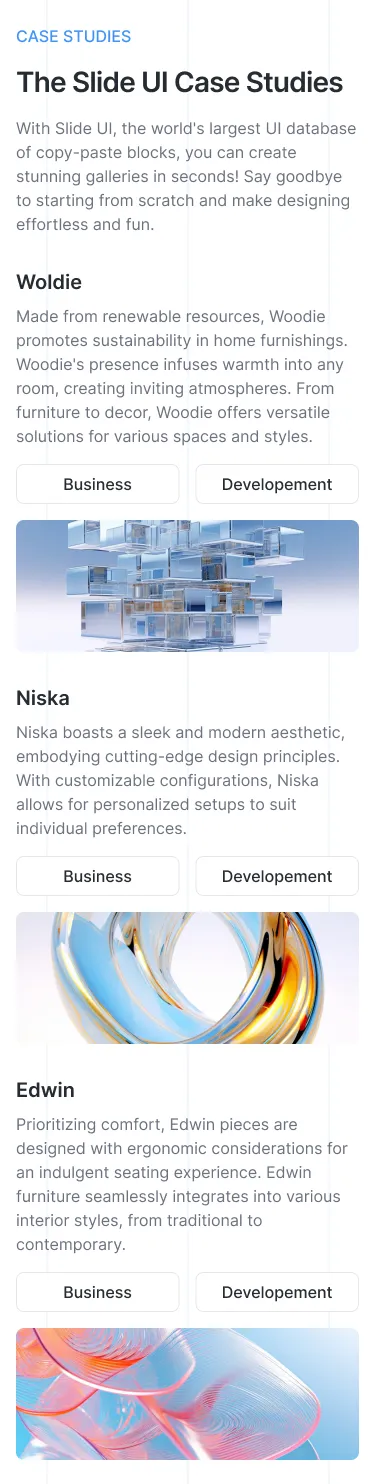 CASE STUDIES
The Slide UI Case Studies
With Slide UI, the world's largest UI database
of copy-paste blocks, you can create
stunning galleries in seconds! Say goodbye
to starting from scratch and make designing
effortless and fun.
Woldie
Made from renewable resources, Woodie
promotes sustainability in home furnishings.
Woodie's presence infuses warmth into any
room, creating inviting atmospheres. From
furniture to decor, Woodie offers versatile
solutions for various spaces and styles.
Business Developement
Niska
Niska boasts a sleek and modern aesthetic,
embodying cutting-edge design principles.
With customizable configurations, Niska
allows for personalized setups to suit
individual preferences.
Business Developement
Edwin
Prioritizing comfort, Edwin pieces are
designed with ergonomic considerations for
an indulgent seating experience. Edwin
furniture seamlessly integrates into various
interior styles, from traditional to
contemporary.
Business Developement